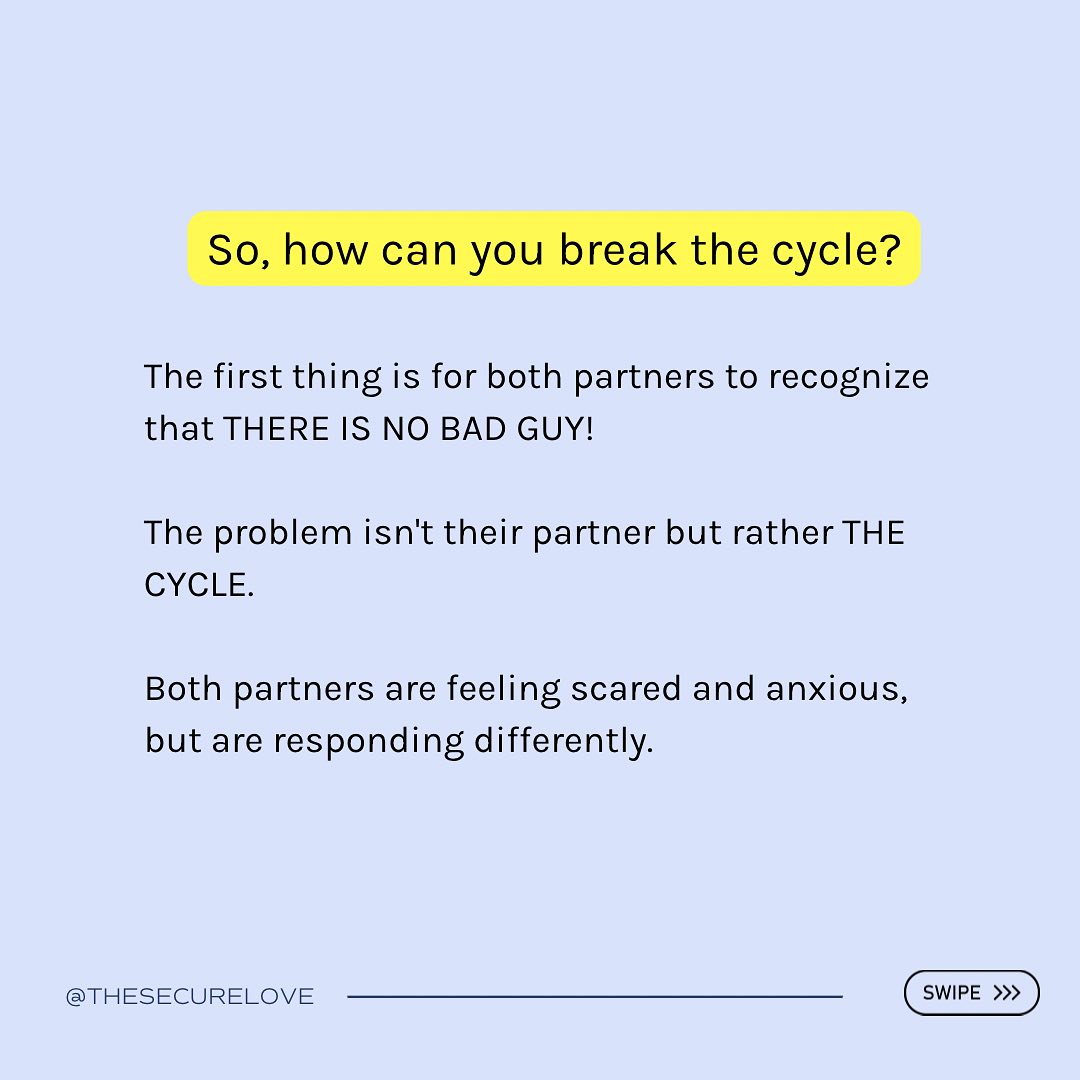 So, how can you break the cycle?
The first thing is for both partners to recognize
that THERE IS NO BAD GUY!
The problem isn't their partner but rather THE
CYCLE.
Both partners are feeling scared and anxious,
but are responding differently.
@THESECURELOVE
SWIPE >>>